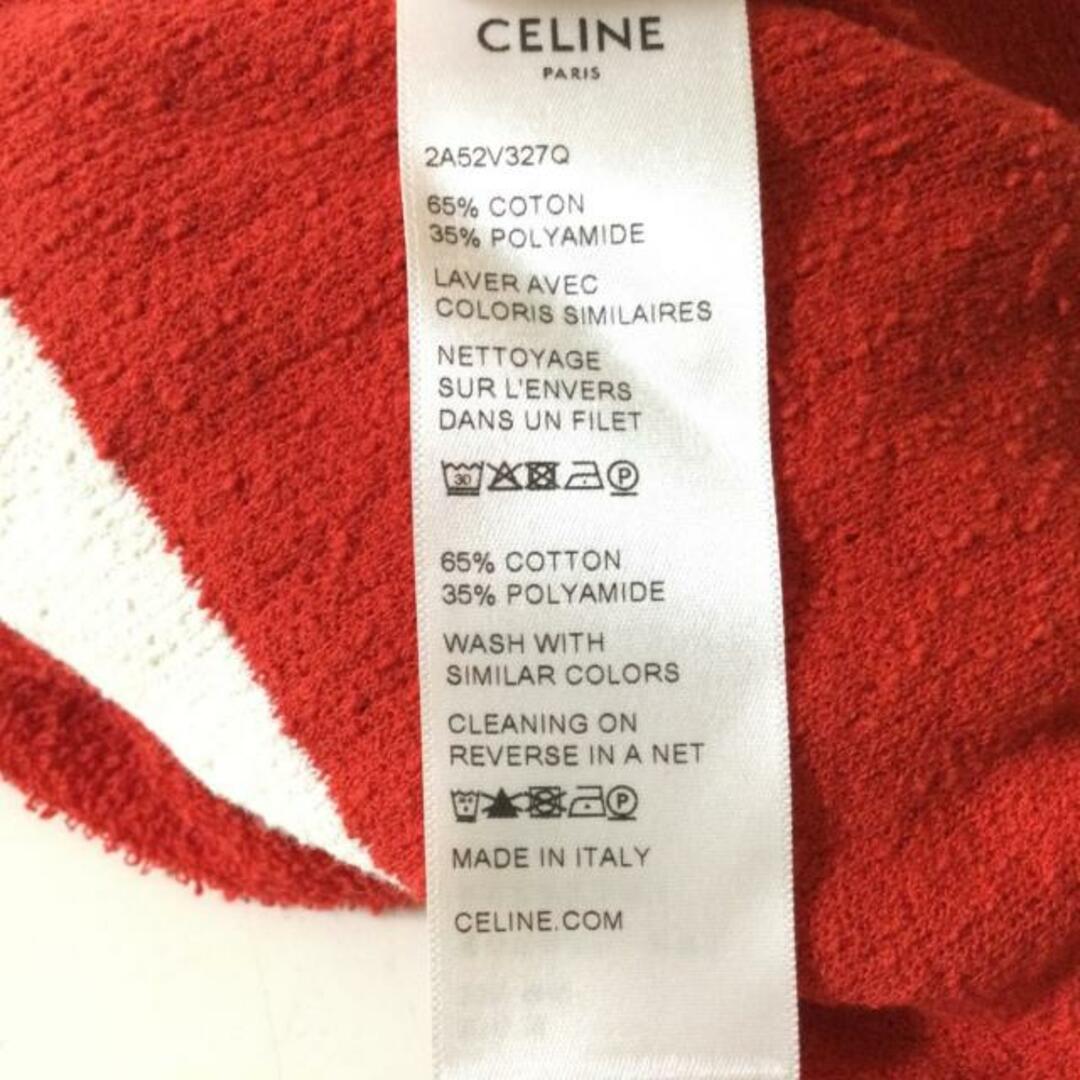 CELINE
PARIS
2A52V327Q
65% COTON
35% POLYAMIDE
LAVER AVEC
COLORIS SIMILAIRES
NETTOYAGE
SUR L'ENVERS
DANS UN FILET
30 P
65% COTTON
35% POLYAMIDE
WASH WITH
SIMILAR COLORS
CLEANING ON
REVERSE IN A NET
P
MADE IN ITALY
CELINE.COM